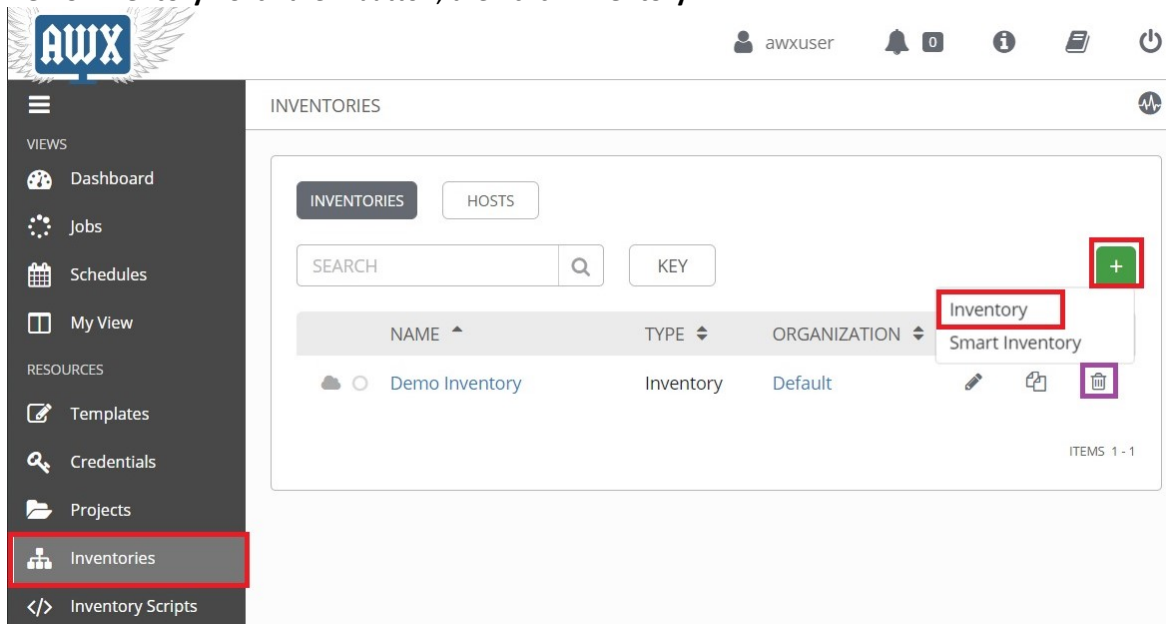 AWX
awxuser
0
INVENTORIES
VIEWS
Dashboard
Jobs
Schedules
My View
RESOURCES
Templates
Credentials
Projects
Inventories
</> Inventory Scripts
INVENTORIES HOSTS
SEARCH KEY
+
Inventory
Smart Inventory
NAME TYPE ORGANIZATION
Demo Inventory Inventory Default
ITEMS 1 - 1